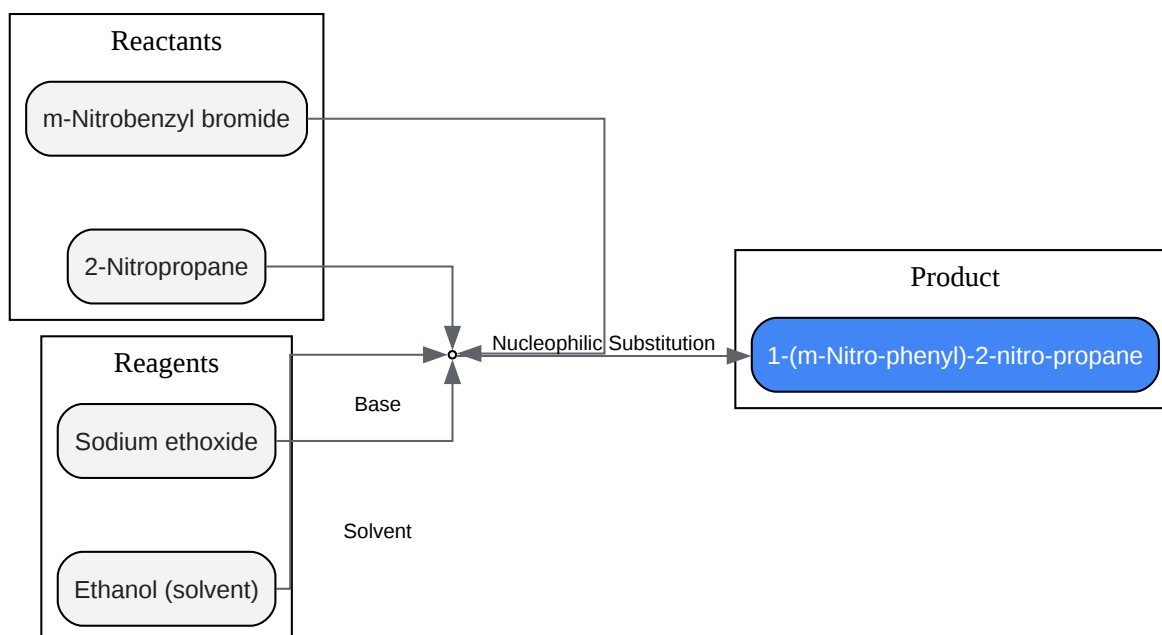 Reactants
m-Nitrobenzyl bromide
2-Nitropropane
Reagents
Sodium ethoxide
Ethanol (solvent)
Base
Solvent
Nucleophilic Substitution
Product
1-(m-Nitro-phenyl)-2-nitro-propane